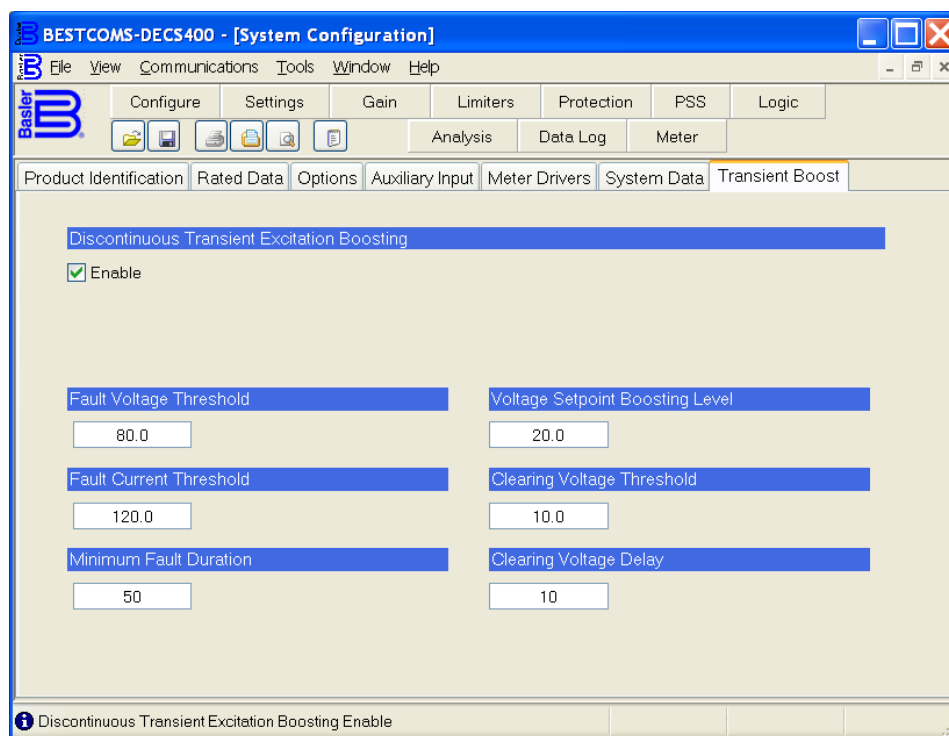 BESTCOMS-DECS400 - [System Configuration]
File View Communications Tools Window Help
Basler
Configure Settings Gain Limiters Protection PSS Logic
Analysis Data Log Meter
Product Identification Rated Data Options Auxiliary Input Meter Drivers System Data Transient Boost
Discontinuous Transient Excitation Boosting
Enable
Fault Voltage Threshold Voltage Setpoint Boosting Level
80.0 20.0
Fault Current Threshold Clearing Voltage Threshold
120.0 10.0
Minimum Fault Duration Clearing Voltage Delay
50 10
Discontinuous Transient Excitation Boosting Enable